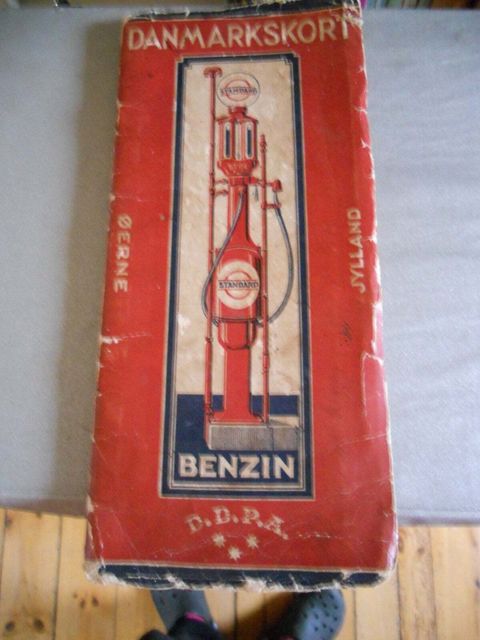 DANMARKSKORT
STANDARD
ØERNE
JYLLAND
STANDARD
BENZIN
D.D.P.A.